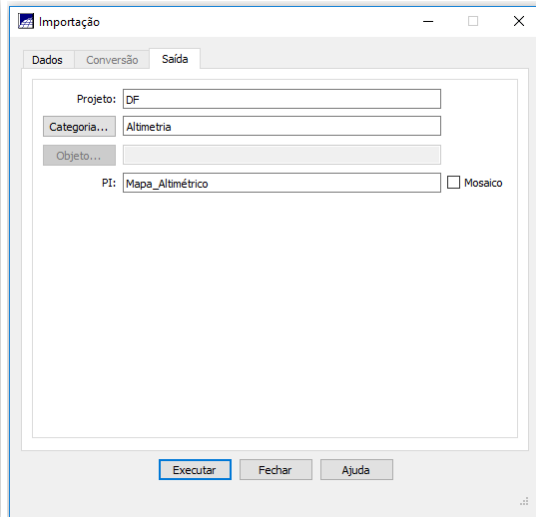 Importação
Dados Conversão Saída
Projeto: DF
Categoria... Altimetria
Objeto...
PI: Mapa_Altimétrico Mosaico
Executar Fechar Ajuda